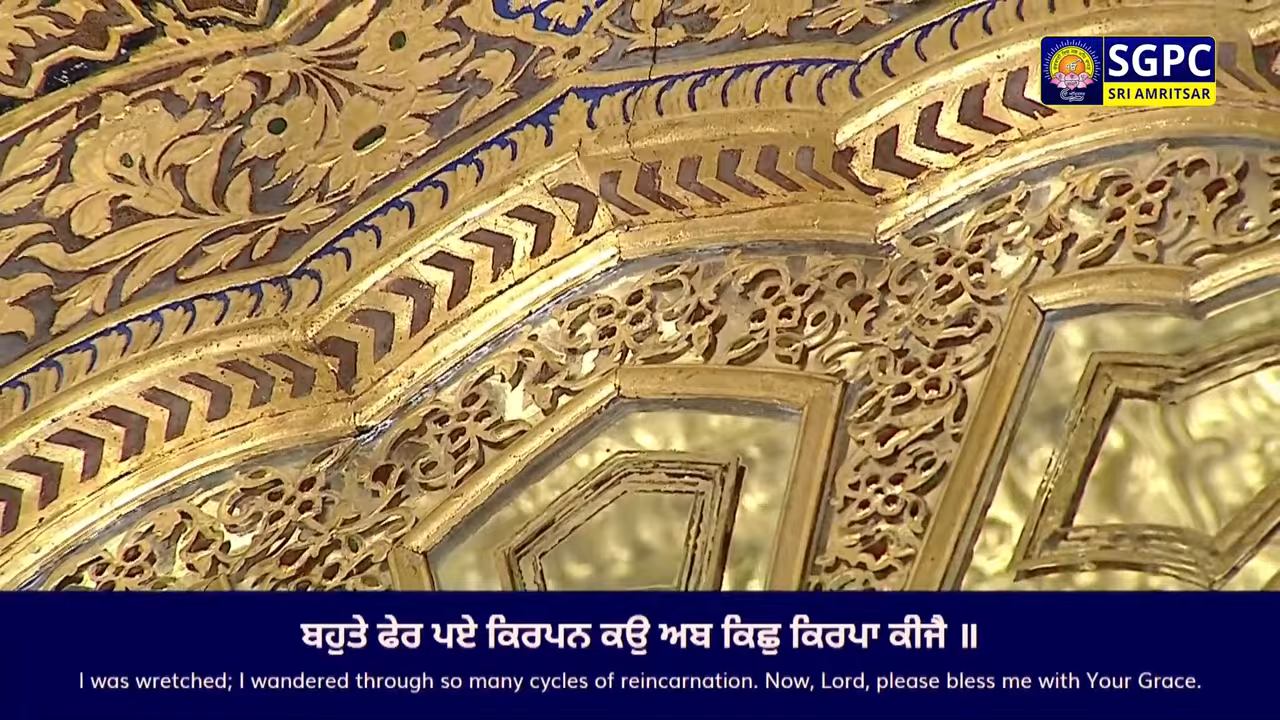 SGPC
SRI AMRITSAR
ਬਹੁਤੇ ਫੇਰ ਪਏ ਕਿਰਪਨ ਕਉ ਅਬ ਕਿਛੁ ਕਿਰਪਾ ਕੀਜੈ ॥
I was wretched; I wandered through so many cycles of reincarnation. Now, Lord, please bless me with Your Grace.